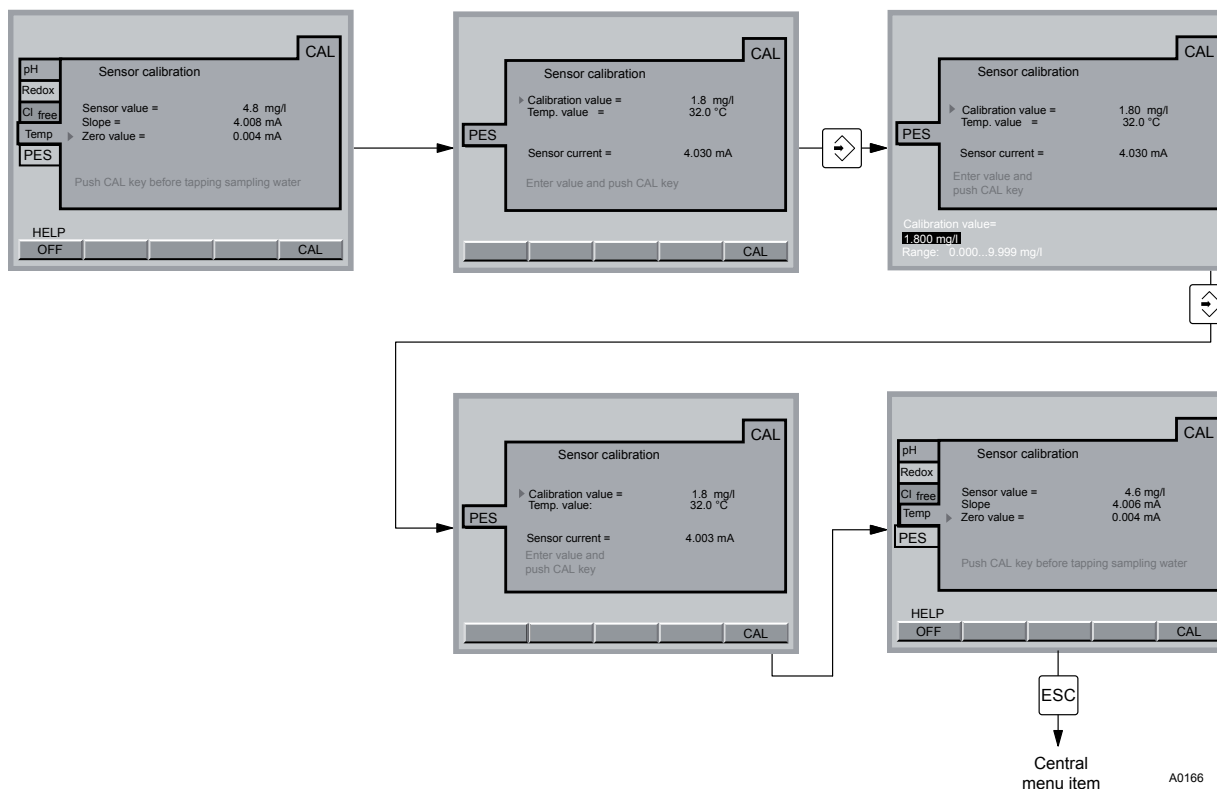 CAL
pH
Redox
Cl free
Temp
PES
Sensor calibration
Sensor value = 4.8 mg/l
Slope = 4.008 mA
Zero value = 0.004 mA
Push CAL key before tapping sampling water
HELP
OFF CAL
CAL
PES
Sensor calibration
Calibration value = 1.8 mg/l
Temp. value = 32.0 °C
Sensor current = 4.030 mA
Enter value and push CAL key
CAL
CAL
PES
Sensor calibration
Calibration value = 1.80 mg/l
Temp. value = 32.0 °C
Sensor current = 4.030 mA
Enter value and
push CAL key
Calibration value=
1.800 mg/l
Range: 0.000...9.999 mg/l
CAL
PES
Sensor calibration
Calibration value = 1.8 mg/l
Temp. value: 32.0 °C
Sensor current = 4.003 mA
Enter value and
push CAL key
CAL
CAL
pH
Redox
Cl free
Temp
PES
Sensor calibration
Sensor value = 4.6 mg/l
Slope 4.006 mA
Zero value = 0.004 mA
Push CAL key before tapping sampling water
HELP
OFF CAL
ESC
Central
menu item
A0166